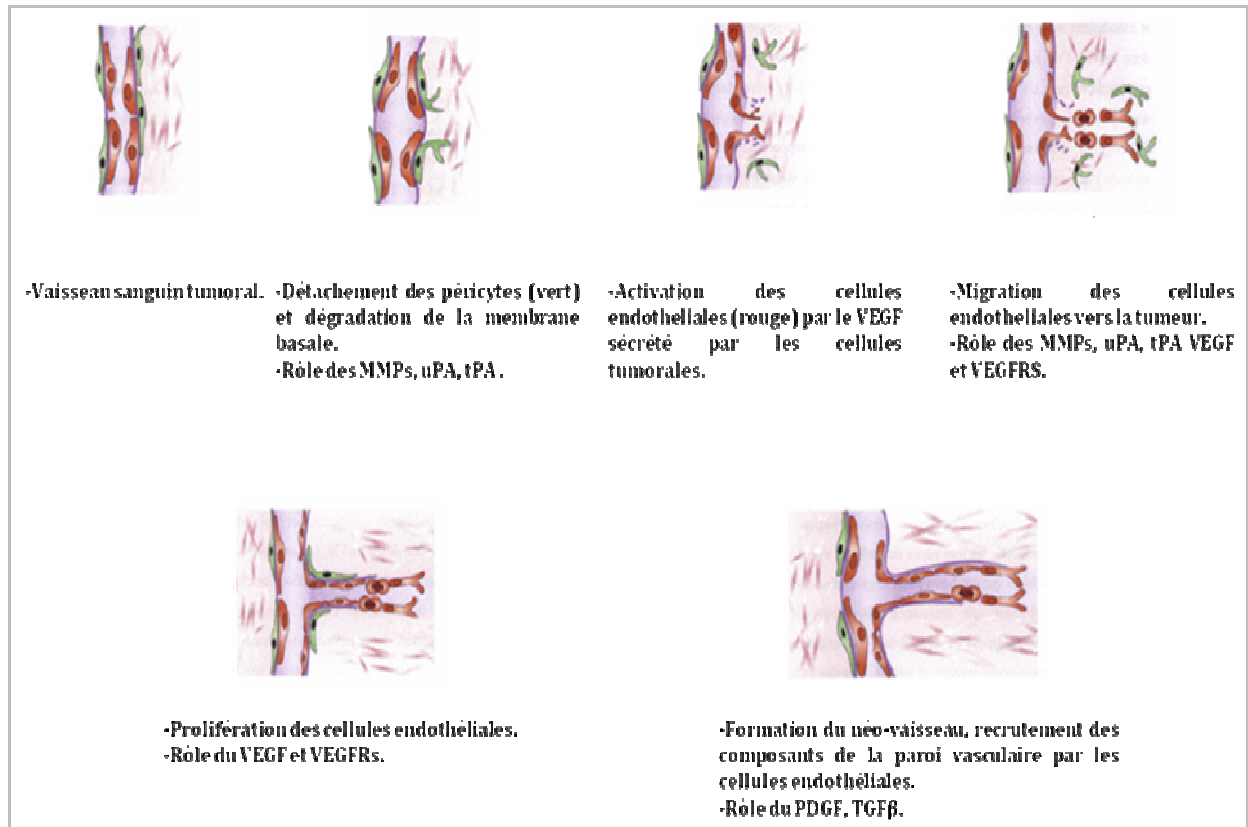 -Vaisseau sanguin tumoral.
-Détachement des péricytes (vert)
et dégradation de la membrane
basale.
-Rôle des MMPs, uPA, tPA .
-Activation des cellules
endotheliales (rouge) par le VEGF
sécrété par les cellules
tumorales.
-Migration des cellules
endotheliales vers la tumeur.
-Rôle des MMPs, uPA, tPA VEGF
et VEGFRS.
-Prolifération des cellules endothéliales.
-Rôle du VEGF et VEGFRs.
-Formation du néo-vaisseau, recrutement des
composants de la paroi vasculaire par les
cellules endothéliales.
-Rôle du PDGF, TGFβ.